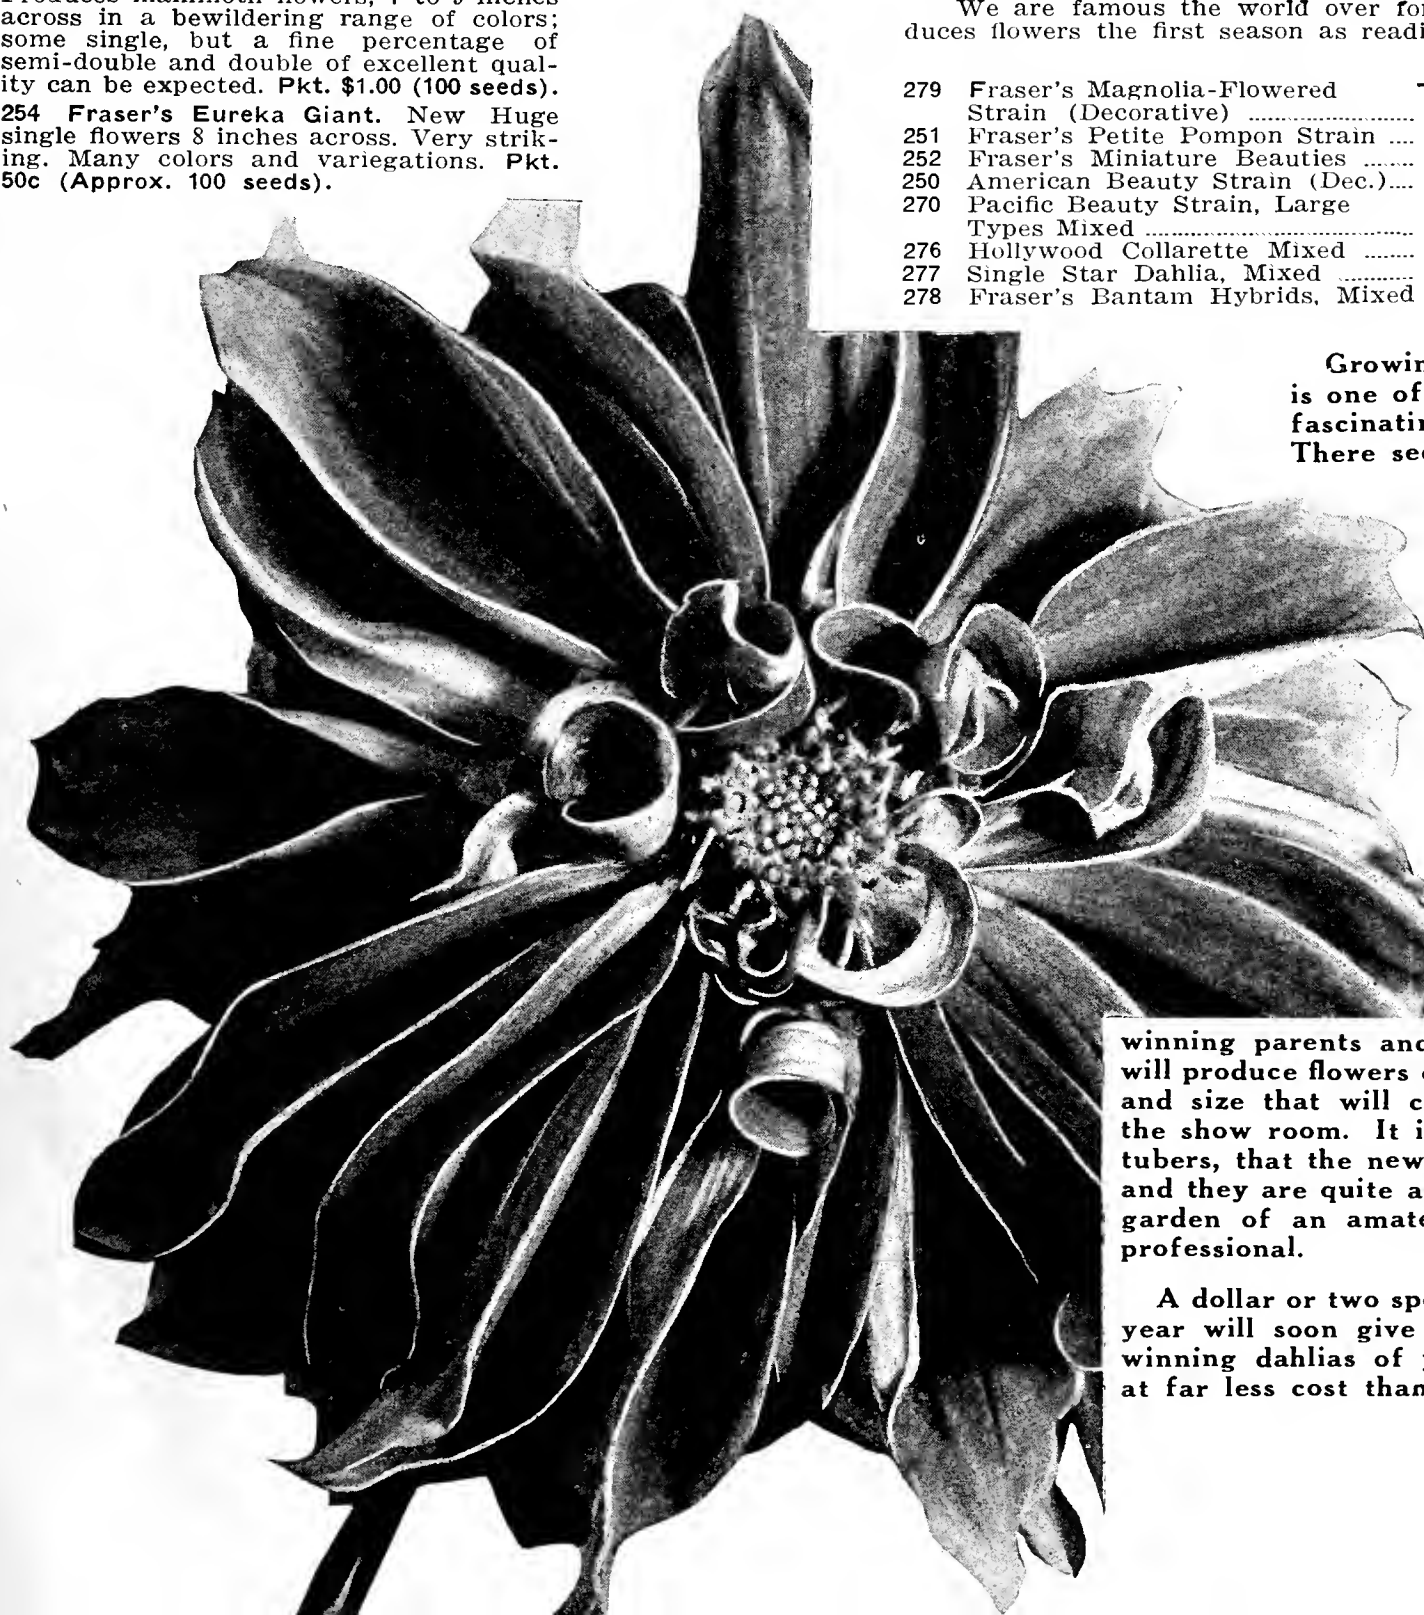 across in a bewildering range of colors;
some single, but a fine percentage of
semi-double and double of excellent qual-
ity can be expected. Pkt. $1.00 (100 seeds).
254 Fraser's Eureka Giant. New Huge
single flowers 8 inches across. Very strik-
ing. Many colors and variegations. Pkt.
50c (Approx. 100 seeds).
We are famous the world over for
duces flowers the first season as readi
279 Fraser's Magnolia-Flowered
Strain (Decorative)
251 Fraser's Petite Pompon Strain ....
252 Fraser's Miniature Beauties .......
250 American Beauty Strain (Dec.)....
270 Pacific Beauty Strain, Large
Types Mixed
276 Hollywood Collarette Mixed ........
277 Single Star Dahlia, Mixed
278 Fraser's Bantam Hybrids, Mixed
Growin
is one of
fascinatin
There see
winning parents and
will produce flowers
and size that will c
the show room. It i
tubers, that the new
and they are quite a
garden of an amate
professional.
A dollar or two spe
year will soon give
winning dahlias of
at far less cost than